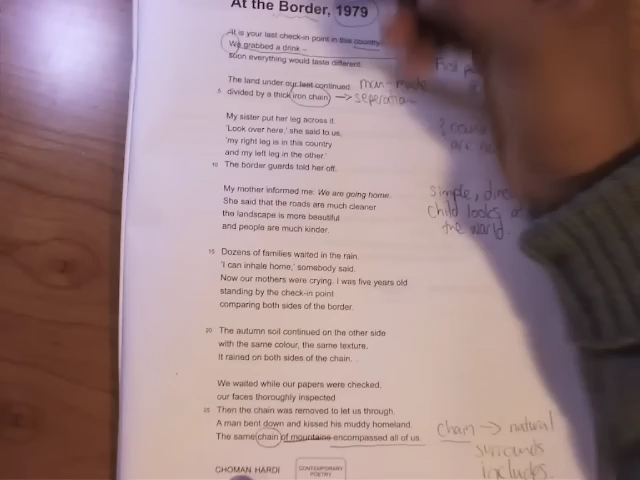 At the Border, 1979
'It is your last check-in point in this country!'
We grabbed a drink –
soon everything would taste different.
The land under our feet continued man-made
5 divided by a thick iron chain. → seperation
My sister put her leg across it.
'Look over here,' she said to us,
'my right leg is in this country
and my left leg in the other.'
10 The border guards told her off.
My mother informed me: We are going home.
She said that the roads are much cleaner
the landscape is more beautiful
and people are much kinder.
simple,
child looks
the world.
15 Dozens of families waited in the rain.
'I can inhale home,' somebody said.
Now our mothers were crying. I was five years old
standing by the check-in point
comparing both sides of the border.
20 The autumn soil continued on the other side
with the same colour, the same texture.
It rained on both sides of the chain.
We waited while our papers were checked,
our faces thoroughly inspected
25 Then the chain was removed to let us through.
A man bent down and kissed his muddy homeland.
The same chain of mountains encompassed all of us.
chain → natural
surrounds
includes.
CHOMAN HARDI
CONTEMPORARY
POETRY